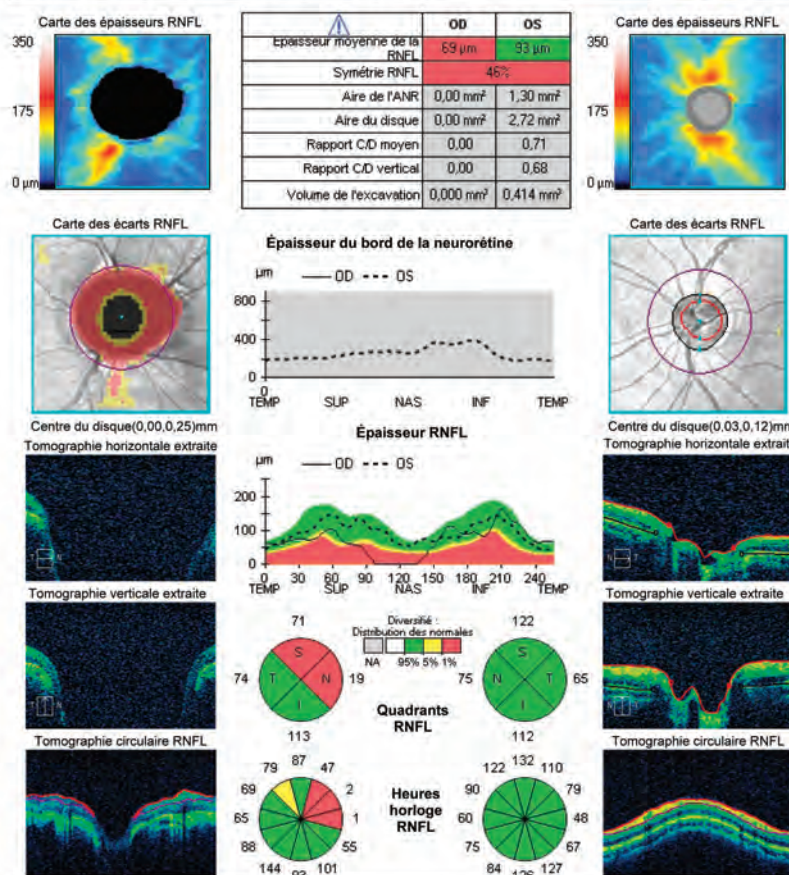 Carte des épaisseurs RNFL
350
175
0 µm
OD OS
Épaisseur moyenne de la RNFL 69 µm 93 µm
Symétrie RNFL 46%
Aire de l'ANR 0,00 mm² 1,30 mm²
Aire du disque 0,00 mm² 2,72 mm²
Rapport C/D moyen 0,00 0,71
Rapport C/D vertical 0,00 0,68
Volume de l'excavation 0,000 mm³ 0,414 mm³
Carte des épaisseurs RNFL
350
175
0 µm
Carte des écarts RNFL
Centre du disque(0,00,0,25)mm
Épaisseur du bord de la neurorétine
µm OD OS
800
400
0
TEMP SUP NAS INF TEMP
Carte des écarts RNFL
Centre du disque(0,03,0,12)mm
Tomographie horizontale extraite
T N
Épaisseur RNFL
µm OD OS
200
100
0
0 30 60 90 120 150 180 210 240
TEMP SUP NAS INF TEMP
Tomographie horizontale extraite
N T
Tomographie verticale extraite
Diversifié :
Distribution des normales
NA 95% 5% 1%
71
74 S T N I 19
113
Quadrants
RNFL
122
75 S N T I 65
112
Tomographie verticale extraite
Tomographie circulaire RNFL
87
79 47
69 2
65 1
88 55
144 101
93
Heures
horloge
RNFL
132
122 110
90 79
60 48
75 67
84 127
126
Tomographie circulaire RNFL